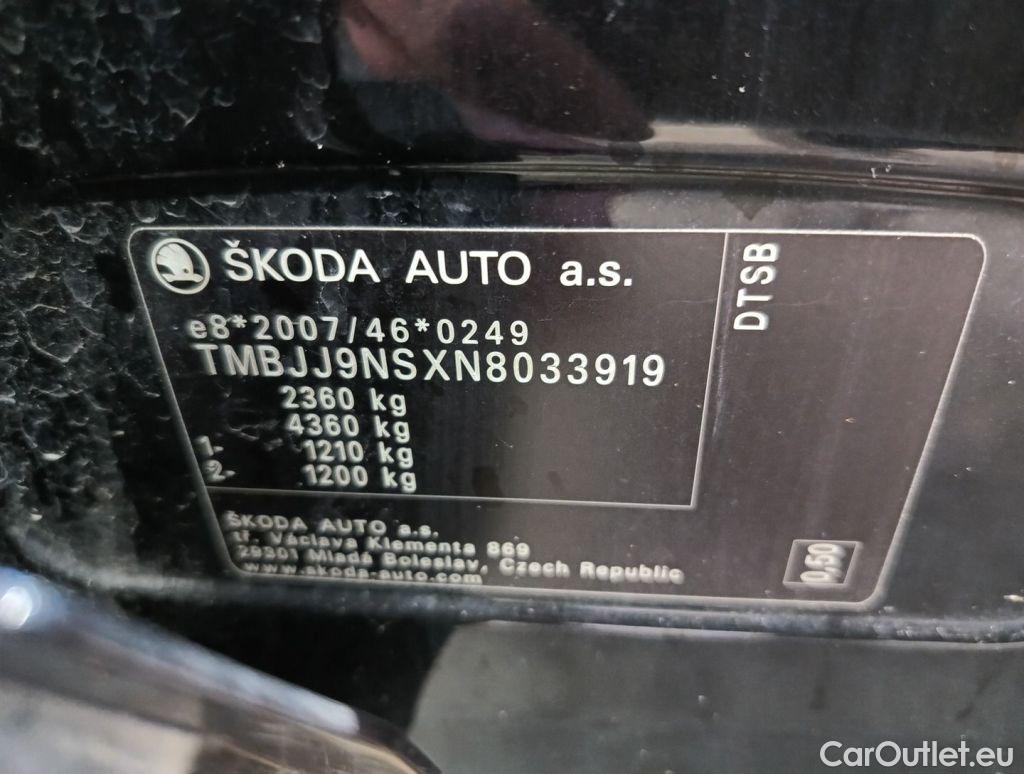 ŠKODA AUTO a.s.
e8*2007/46*0249
TMBJJ9NSXN8033919
2360 kg
4360 kg
1- 1210 kg
2- 1200 kg
ŠKODA AUTO a.s.
tř. Václava Klementa 869
29301 Mladá Boleslav, Czech Republic
www.skoda-auto.com
DTSB
0,50
CarOutlet.eu